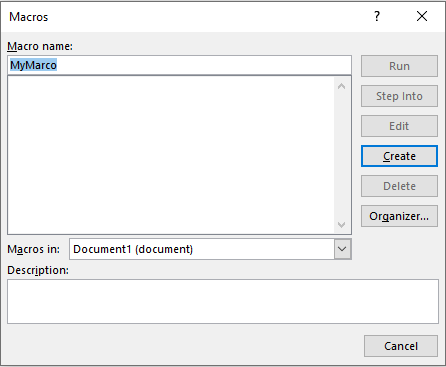 Macros
?
Macro name:
MyMarco
Run
Step Into
Edit
Create
Delete
Organizer...
Macros in:
Document1 (document)
Description:
Cancel